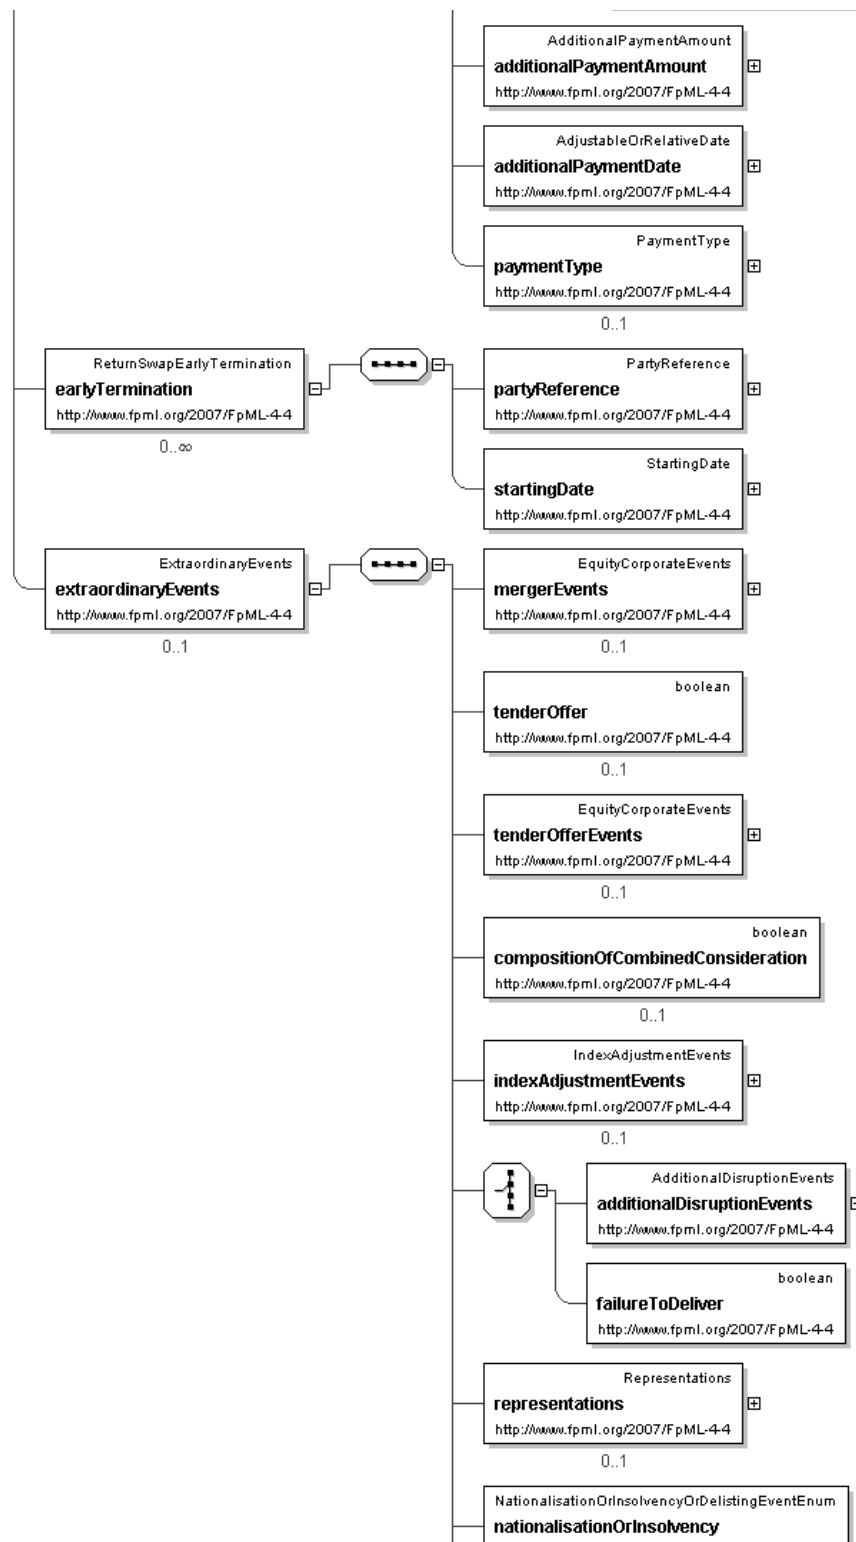 AdditionalPaymentAmount
additionalPaymentAmount
http://www.fpml.org/2007/FpML-4-4
AdjustableOrRelativeDate
additionalPaymentDate
http://www.fpml.org/2007/FpML-4-4
PaymentType
paymentType
http://www.fpml.org/2007/FpML-4-4
0..1
ReturnSwapEarlyTermination
earlyTermination
http://www.fpml.org/2007/FpML-4-4
0..∞
PartyReference
partyReference
http://www.fpml.org/2007/FpML-4-4
StartingDate
startingDate
http://www.fpml.org/2007/FpML-4-4
ExtraordinaryEvents
extraordinaryEvents
http://www.fpml.org/2007/FpML-4-4
0..1
EquityCorporateEvents
mergerEvents
http://www.fpml.org/2007/FpML-4-4
0..1
boolean
tenderOffer
http://www.fpml.org/2007/FpML-4-4
0..1
EquityCorporateEvents
tenderOfferEvents
http://www.fpml.org/2007/FpML-4-4
0..1
boolean
compositionOfCombinedConsideration
http://www.fpml.org/2007/FpML-4-4
0..1
IndexAdjustmentEvents
indexAdjustmentEvents
http://www.fpml.org/2007/FpML-4-4
0..1
AdditionalDisruptionEvents
additionalDisruptionEvents
http://www.fpml.org/2007/FpML-4-4
boolean
failureToDeliver
http://www.fpml.org/2007/FpML-4-4
Representations
representations
http://www.fpml.org/2007/FpML-4-4
0..1
NationalisationOrInsolvencyOrDelistingEventEnum
nationalisationOrInsolvency